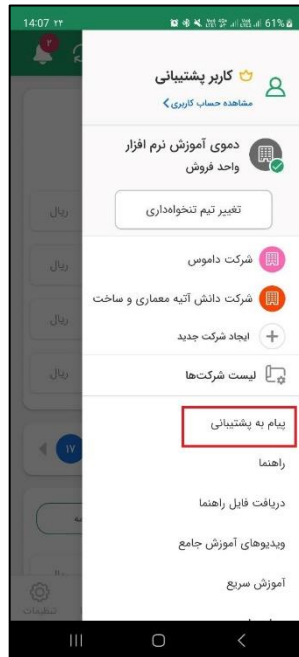 14:07
61%
کاربر پشتیبانی
مشاهده حساب کاربری
دموی آموزش نرم افزار
واحد فروش
تغییر تیم تنخواه‌داری
شرکت داموس
شرکت دانش آتیه معماری و ساخت
ایجاد شرکت جدید
لیست شرکت‌ها
پیام به پشتیبانی
راهنما
دریافت فایل راهنما
ویدیوهای آموزش جامع
آموزش سریع
ریال
ریال
ریال
ریال
۱۷
تنظیمات